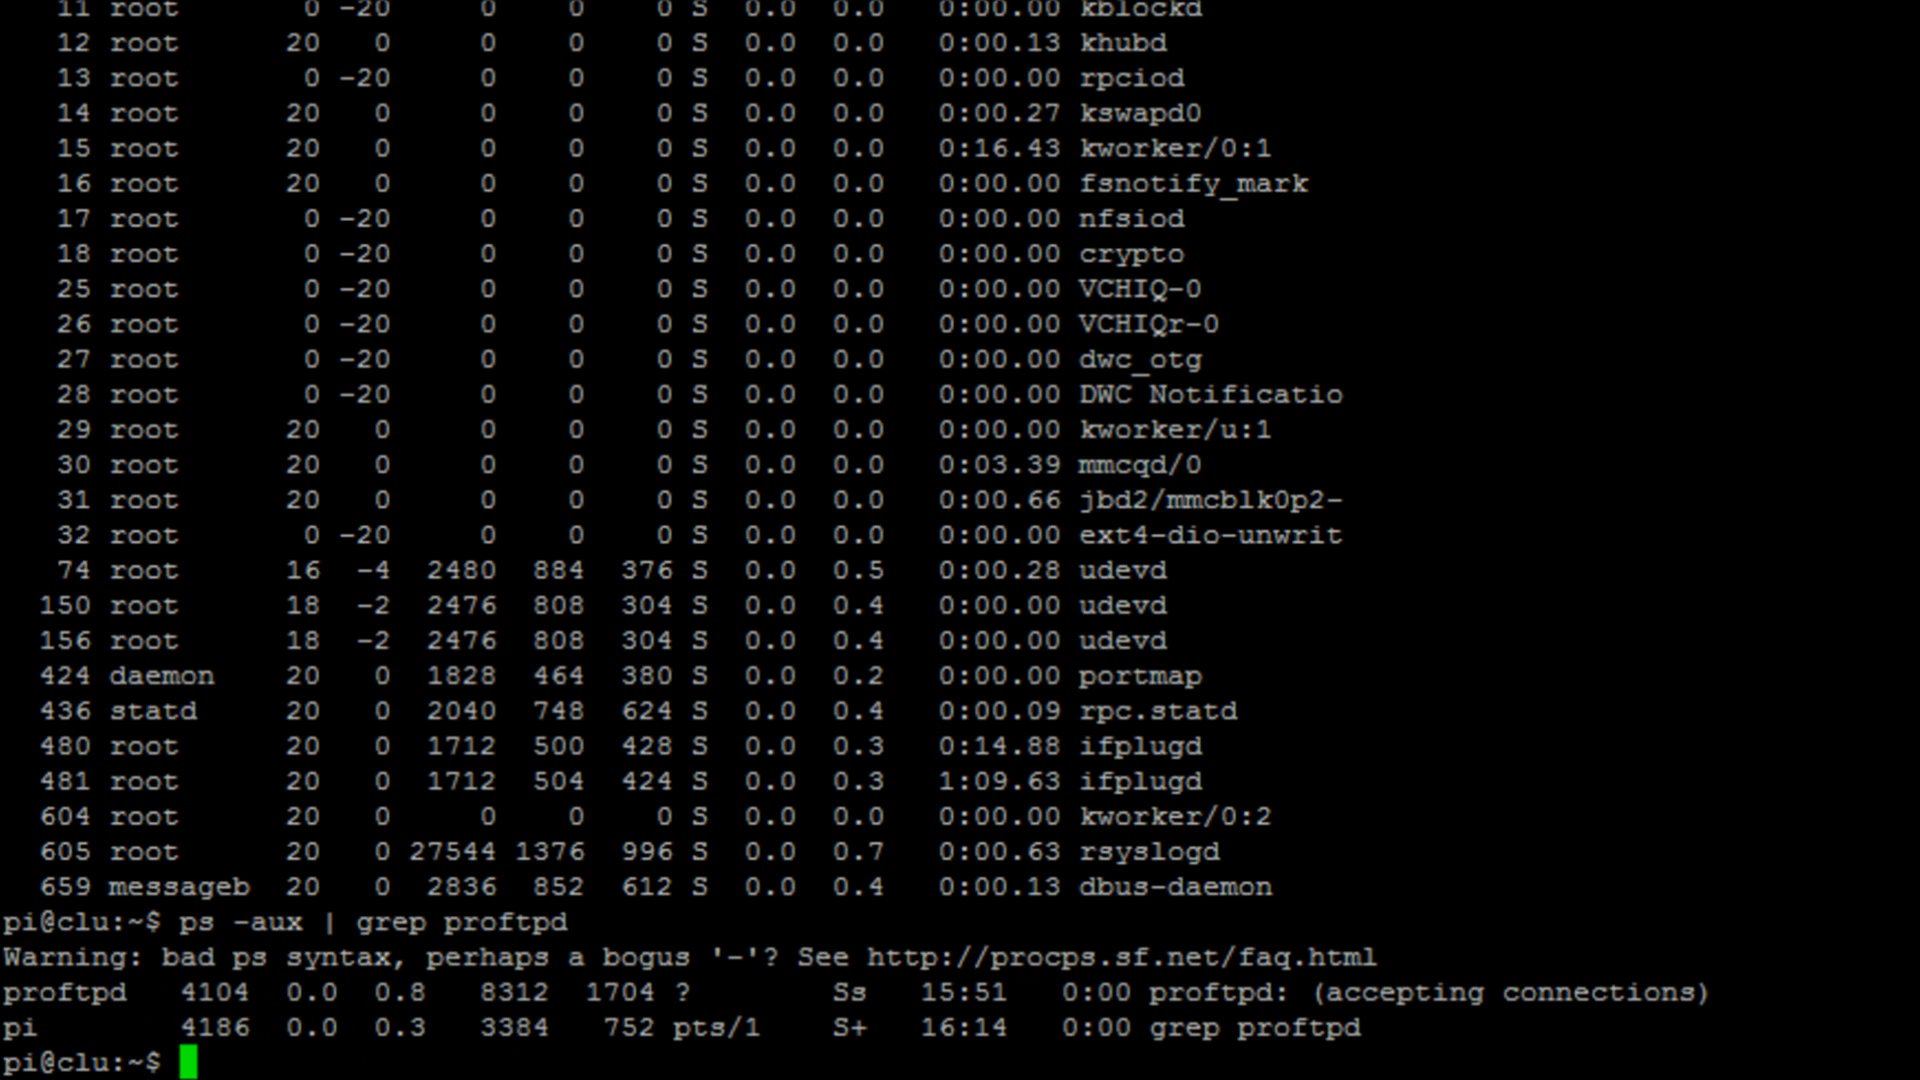 11 root 0 -20 0 0 0 S 0.0 0.0 0:00.00 kblockd
12 root 20 0 0 0 0 S 0.0 0.0 0:00.13 khubd
13 root 0 -20 0 0 0 S 0.0 0.0 0:00.00 rpciod
14 root 20 0 0 0 0 S 0.0 0.0 0:00.27 kswapd0
15 root 20 0 0 0 0 S 0.0 0.0 0:16.43 kworker/0:1
16 root 20 0 0 0 0 S 0.0 0.0 0:00.00 fsnotify_mark
17 root 0 -20 0 0 0 S 0.0 0.0 0:00.00 nfsiod
18 root 0 -20 0 0 0 S 0.0 0.0 0:00.00 crypto
25 root 0 -20 0 0 0 S 0.0 0.0 0:00.00 VCHIQ-0
26 root 0 -20 0 0 0 S 0.0 0.0 0:00.00 VCHIQr-0
27 root 0 -20 0 0 0 S 0.0 0.0 0:00.00 dwc_otg
28 root 0 -20 0 0 0 S 0.0 0.0 0:00.00 DWC Notificatio
29 root 20 0 0 0 0 S 0.0 0.0 0:00.00 kworker/u:1
30 root 20 0 0 0 0 S 0.0 0.0 0:03.39 mmcqd/0
31 root 20 0 0 0 0 S 0.0 0.0 0:00.66 jbd2/mmcblk0p2-
32 root 0 -20 0 0 0 S 0.0 0.0 0:00.00 ext4-dio-unwrit
74 root 16 -4 2480 884 376 S 0.0 0.5 0:00.28 udevd
150 root 18 -2 2476 808 304 S 0.0 0.4 0:00.00 udevd
156 root 18 -2 2476 808 304 S 0.0 0.4 0:00.00 udevd
424 daemon 20 0 1828 464 380 S 0.0 0.2 0:00.00 portmap
436 statd 20 0 2040 748 624 S 0.0 0.4 0:00.09 rpc.statd
480 root 20 0 1712 500 428 S 0.0 0.3 0:14.88 ifplugd
481 root 20 0 1712 504 424 S 0.0 0.3 1:09.63 ifplugd
604 root 20 0 0 0 0 S 0.0 0.0 0:00.00 kworker/0:2
605 root 20 0 27544 1376 996 S 0.0 0.7 0:00.63 rsyslogd
659 messageb 20 0 2836 852 612 S 0.0 0.4 0:00.13 dbus-daemon
pi@clu:~$ ps -aux | grep proftpd
Warning: bad ps syntax, perhaps a bogus '-'? See http://procps.sf.net/faq.html
proftpd 4104 0.0 0.8 8312 1704 ? Ss 15:51 0:00 proftpd: (accepting connections)
pi 4186 0.0 0.3 3384 752 pts/1 S+ 16:14 0:00 grep proftpd
pi@clu:~$